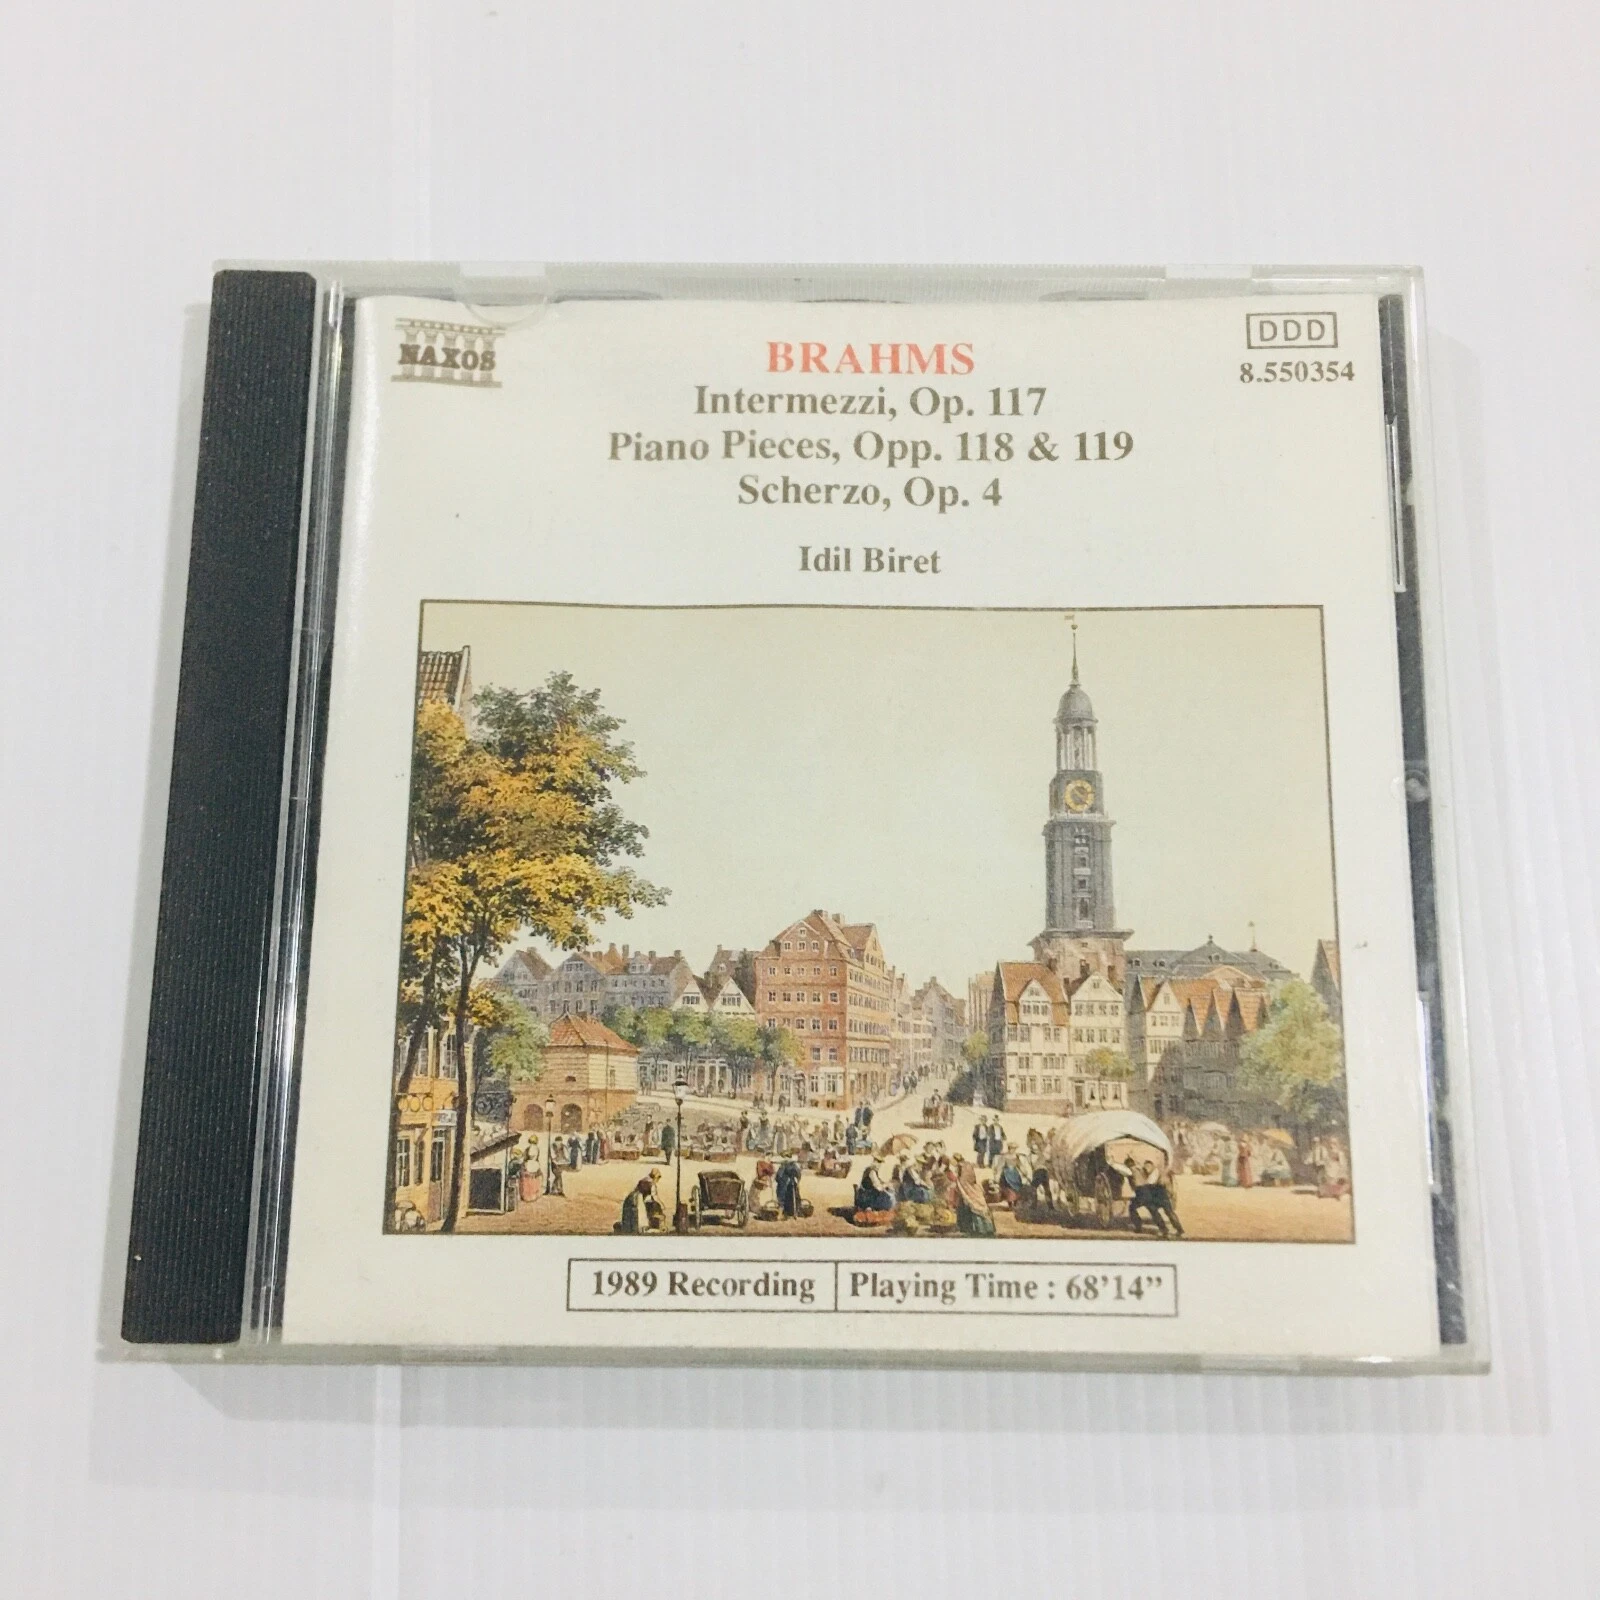 NAXOS
DDD
8.550354
BRAHMS
Intermezzi, Op. 117
Piano Pieces, Opp. 118 & 119
Scherzo, Op. 4
Idil Biret
1989 Recording
Playing Time : 68'14”